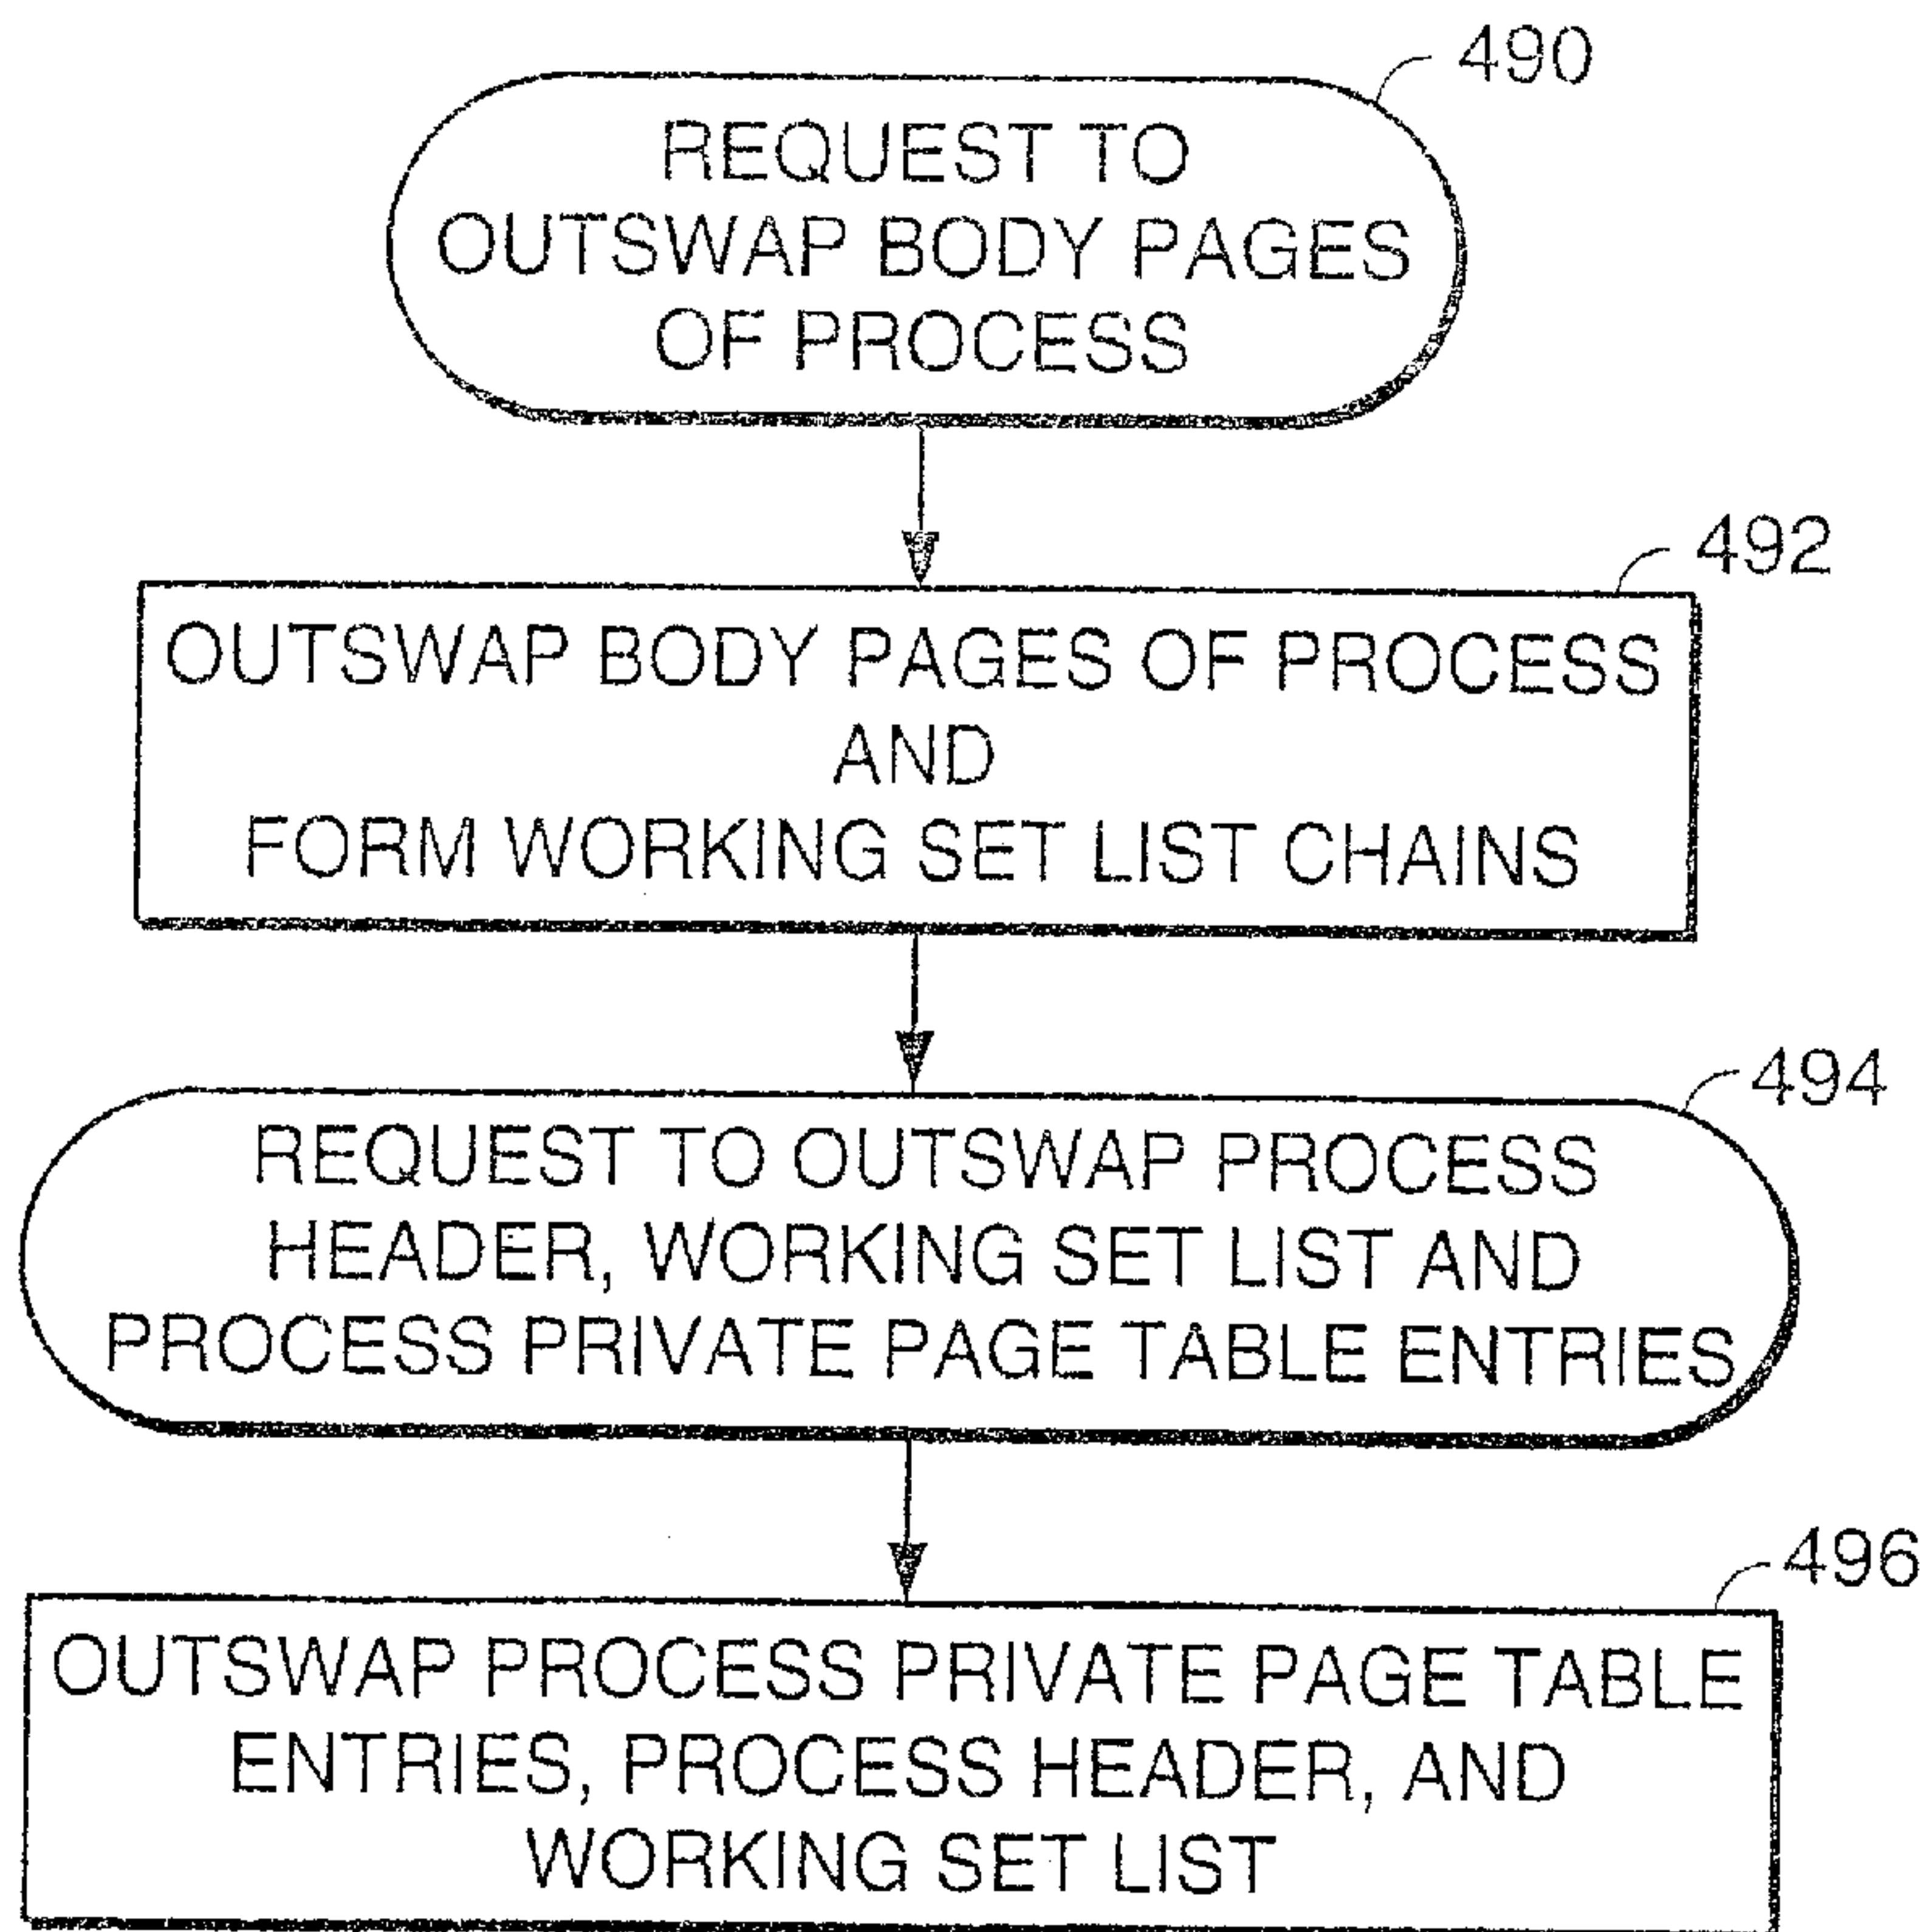 490
REQUEST TO
OUTSWAP BODY PAGES
OF PROCESS
492
OUTSWAP BODY PAGES OF PROCESS
AND
FORM WORKING SET LIST CHAINS
494
REQUEST TO OUTSWAP PROCESS
HEADER, WORKING SET LIST AND
PROCESS PRIVATE PAGE TABLE ENTRIES
496
OUTSWAP PROCESS PRIVATE PAGE TABLE
ENTRIES, PROCESS HEADER, AND
WORKING SET LIST